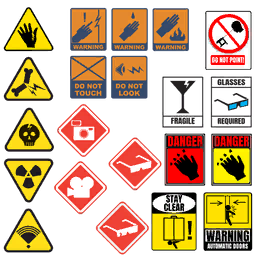 WARNING
WARNING
WARNING
DO NOT
TOUCH
DO NOT
LOOK
DO NOT POINT!
FRAGILE
GLASSES
REQUIRED
DANGER
DANGER
STAY
CLEAR
WARNING
AUTOMATIC DOORS